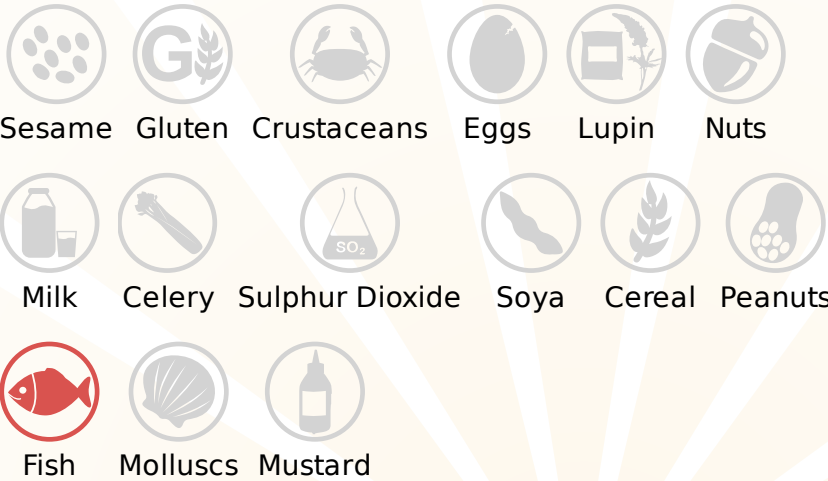 G
Sesame Gluten Crustaceans Eggs Lupin Nuts
SO₂
Milk Celery Sulphur Dioxide Soya Cereal Peanuts
Fish Molluscs Mustard